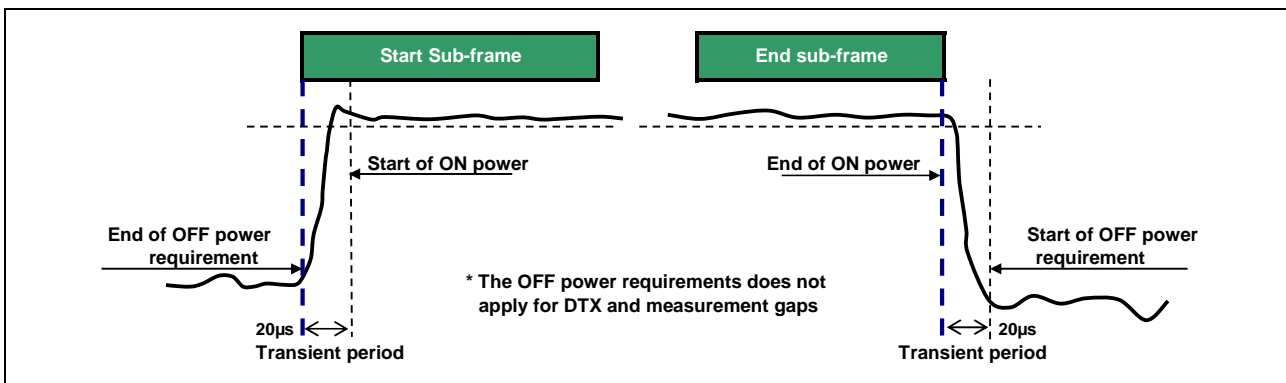 Start Sub-frame
End sub-frame
Start of ON power
End of ON power
End of OFF power
requirement
Start of OFF power
requirement
* The OFF power requirements does not
apply for DTX and measurement gaps
20µs
20µs
Transient period
Transient period